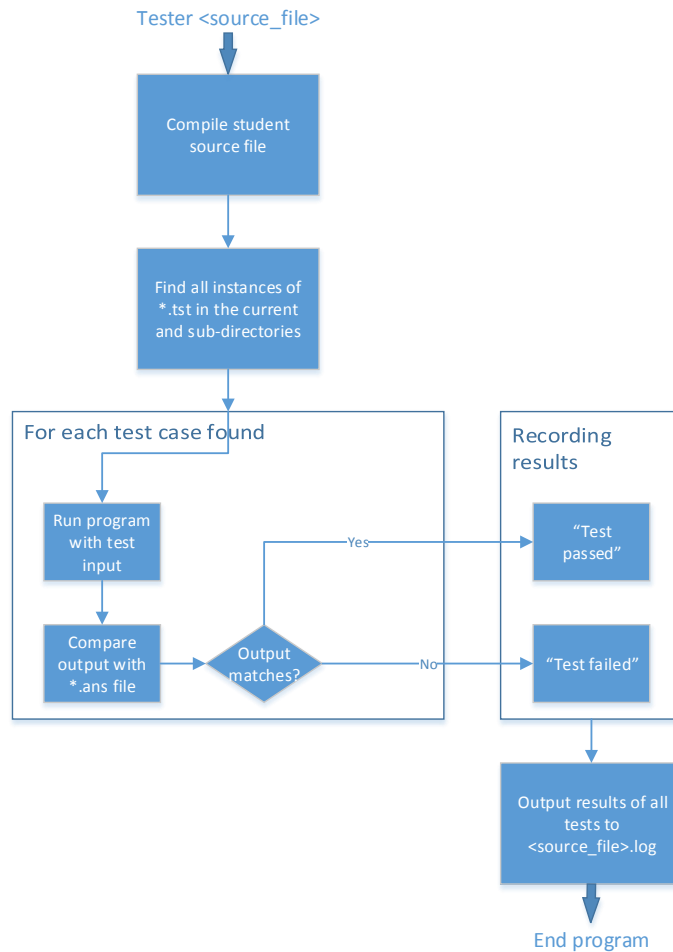 Tester <source_file>
Compile student
source file
Find all instances of
*.tst in the current
and sub-directories
For each test case found
Run program
with test
input
Compare
output with
*.ans file
Output
matches?
Yes
No
Recording
results
“Test
passed”
“Test failed”
Output results of all
tests to
<source_file>.log
End program